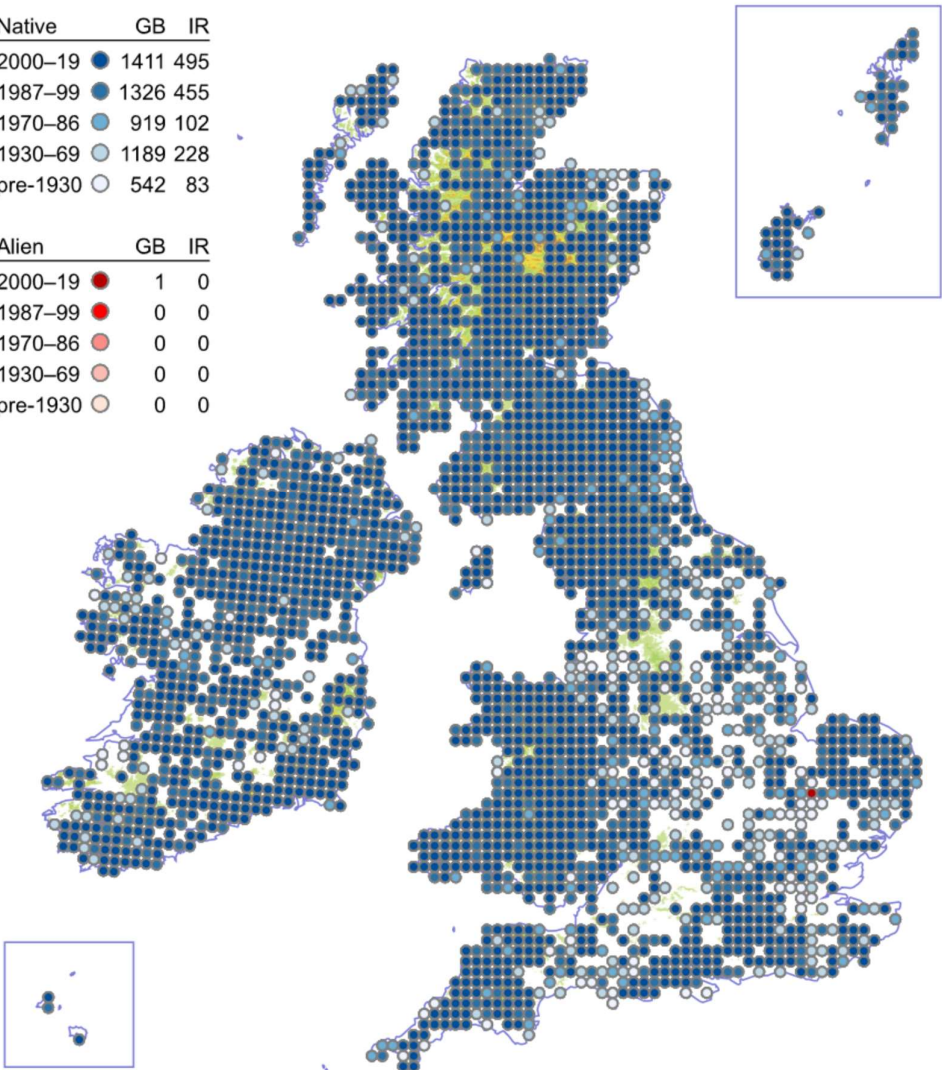 Native GB IR
2000–19 1411 495
1987–99 1326 455
1970–86 919 102
1930–69 1189 228
pre-1930 542 83
Alien GB IR
2000–19 1 0
1987–99 0 0
1970–86 0 0
1930–69 0 0
pre-1930 0 0